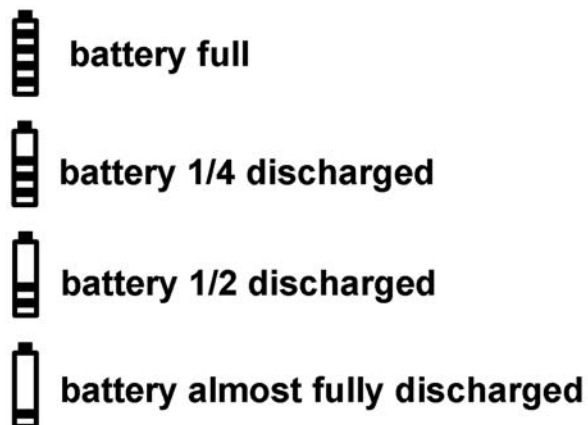 battery full
battery 1/4 discharged
battery 1/2 discharged
battery almost fully discharged